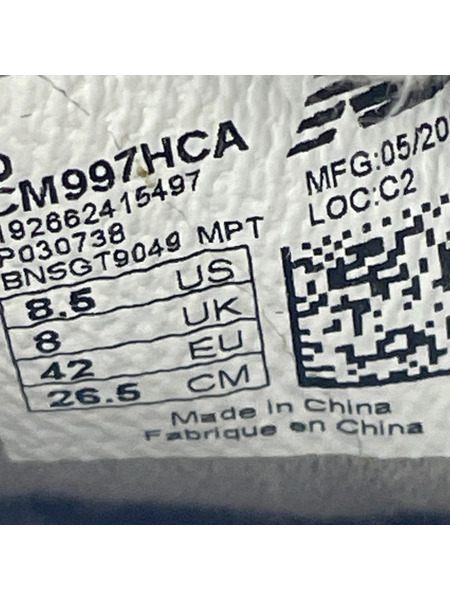 D
CM997HCA
192662415497
P030738
BNSGT9049 MPT
8.5 US
8 UK
42 EU
26.5 CM
MFG:05/20
LOC:C2
Made in China
Fabrique en China